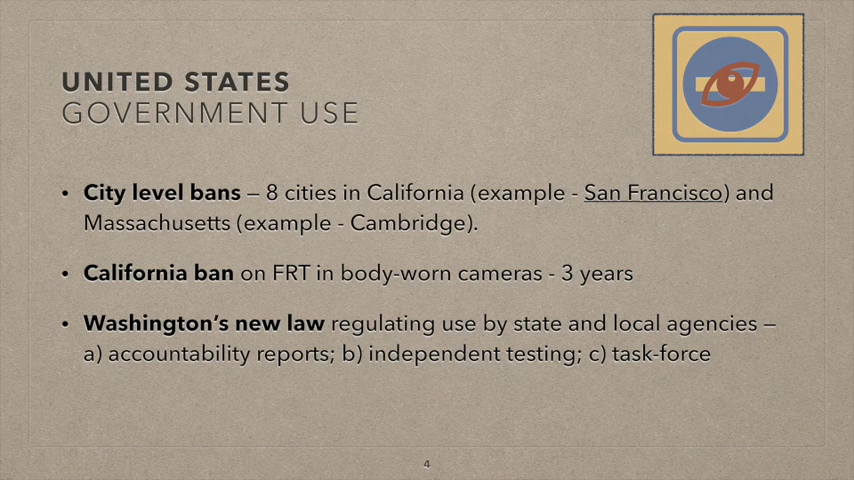 UNITED STATES
GOVERNMENT USE
• City level bans – 8 cities in California (example - San Francisco) and
Massachusetts (example - Cambridge).
• California ban on FRT in body-worn cameras - 3 years
• Washington’s new law regulating use by state and local agencies –
a) accountability reports; b) independent testing; c) task-force
4